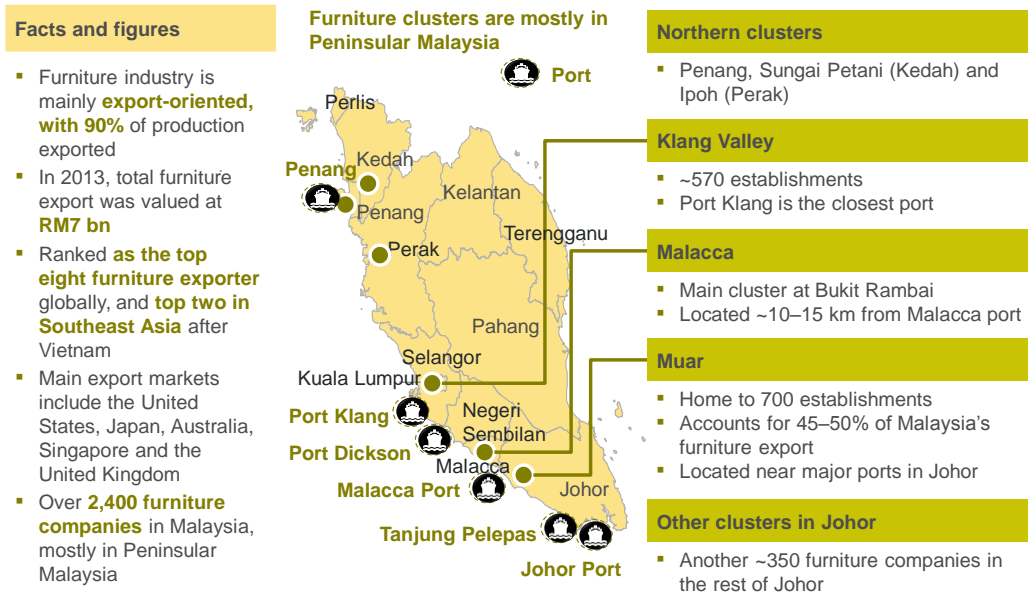 Facts and figures
▪ Furniture industry is
mainly export-oriented,
with 90% of production
exported
▪ In 2013, total furniture
export was valued at
RM7 bn
▪ Ranked as the top
eight furniture exporter
globally, and top two in
Southeast Asia after
Vietnam
▪ Main export markets
include the United
States, Japan, Australia,
Singapore and the
United Kingdom
▪ Over 2,400 furniture
companies in Malaysia,
mostly in Peninsular
Malaysia
Furniture clusters are mostly in
Peninsular Malaysia
Port
Perlis
Kedah
Penang
Penang
Kelantan
Terengganu
Perak
Pahang
Selangor
Kuala Lumpur
Port Klang
Negeri
Sembilan
Port Dickson
Malacca
Malacca Port
Johor
Tanjung Pelepas
Johor Port
Northern clusters
▪ Penang, Sungai Petani (Kedah) and
Ipoh (Perak)
Klang Valley
▪ ~570 establishments
▪ Port Klang is the closest port
Malacca
▪ Main cluster at Bukit Rambai
▪ Located ~10–15 km from Malacca port
Muar
▪ Home to 700 establishments
▪ Accounts for 45–50% of Malaysia's
furniture export
▪ Located near major ports in Johor
Other clusters in Johor
▪ Another ~350 furniture companies in
the rest of Johor